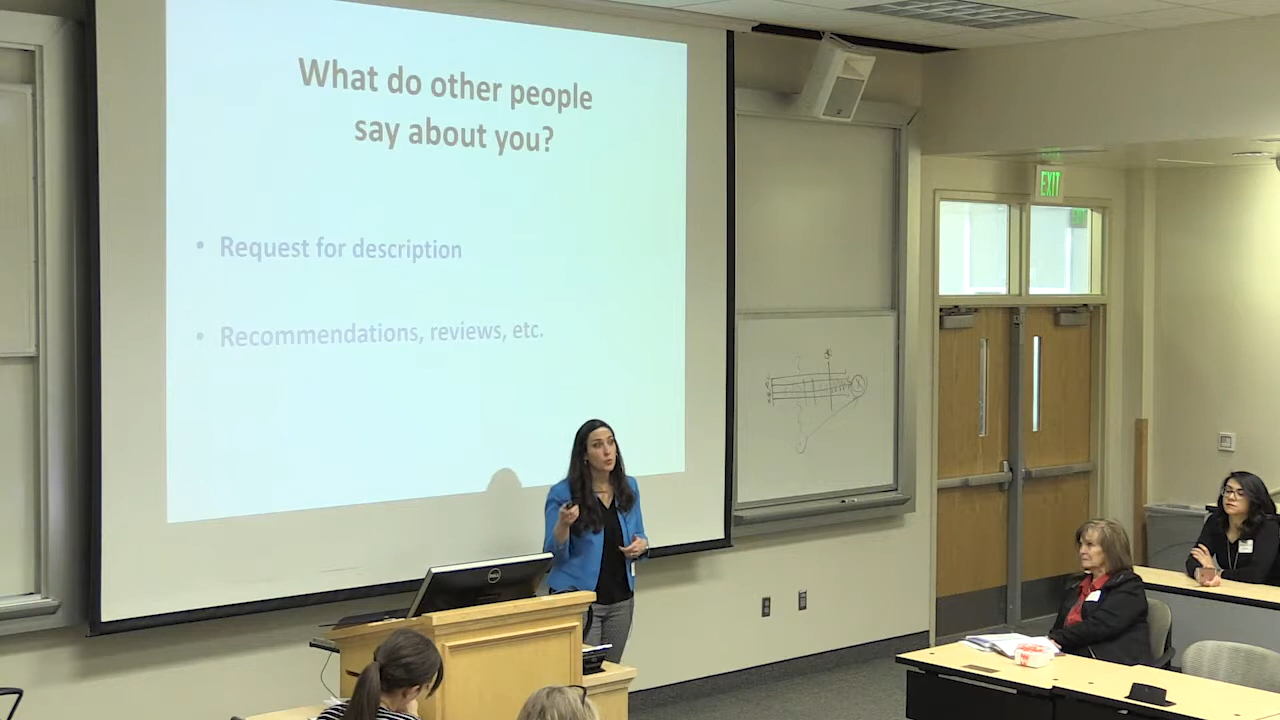 What do other people
say about you?
• Request for description
• Recommendations, reviews, etc.
EXIT
DELL